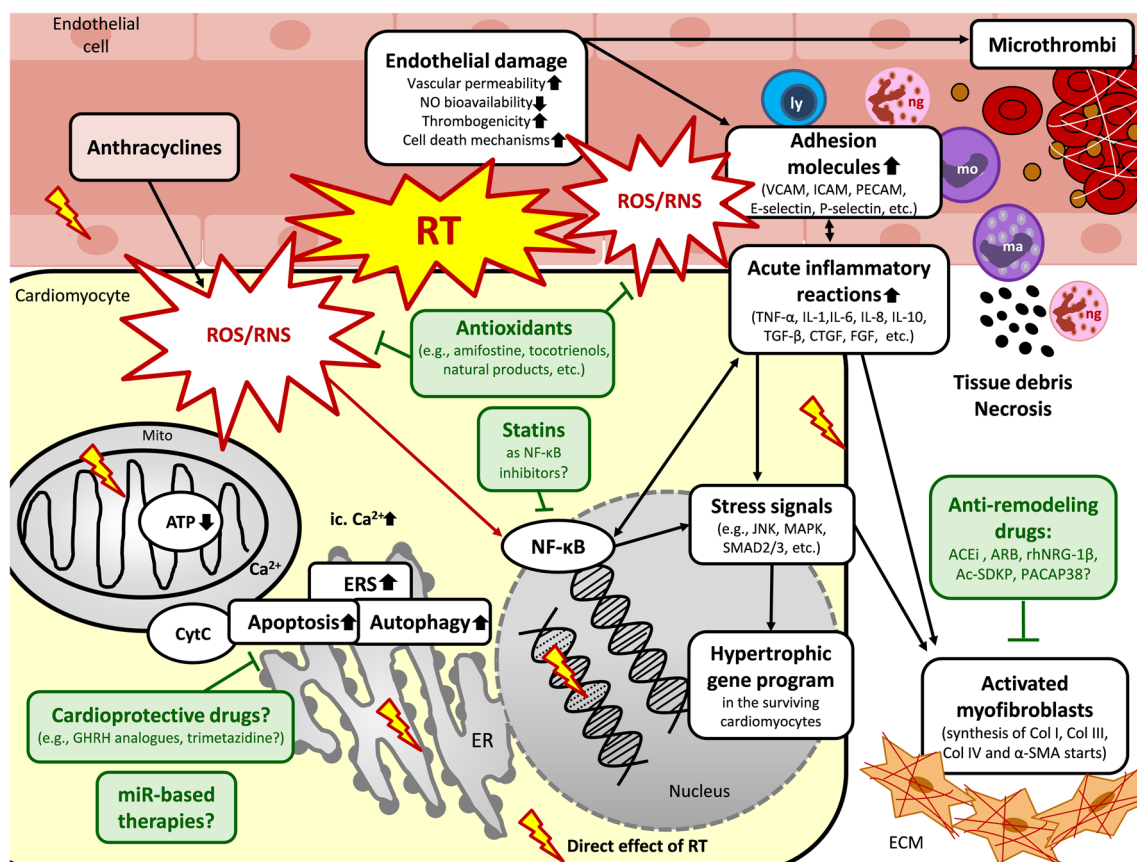 Endothelial
cell
Endothelial damage
Vascular permeability
NO bioavailability
Thrombogenicity
Cell death mechanisms
Microthrombi
Anthracyclines
ly
ng
Adhesion
molecules
(VCAM, ICAM, PECAM,
E-selectin, P-selectin, etc.)
mo
RT
ROS/RNS
ma
ng
Acute inflammatory
reactions
(TNF-α, IL-1,IL-6, IL-8, IL-10,
TGF-β, CTGF, FGF, etc.)
Tissue debris
Necrosis
Cardiomyocyte
ROS/RNS
Antioxidants
(e.g., amifostine, tocotrienols,
natural products, etc.)
Statins
as NF-κB
inhibitors?
Mito
ATP
Ca2+
ic. Ca2+
NF-κB
Stress signals
(e.g., JNK, MAPK,
SMAD2/3, etc.)
Anti-remodeling
drugs:
ACEi , ARB, rhNRG-1β,
Ac-SDKP, PACAP38?
ERS
CytC
Apoptosis
Autophagy
Hypertrophic
gene program
in the surviving
cardiomyocytes
Activated
myofibroblasts
(synthesis of Col I, Col III,
Col IV and α-SMA starts)
Cardioprotective drugs?
(e.g., GHRH analogues, trimetazidine?)
ER
miR-based
therapies?
Nucleus
Direct effect of RT
ECM